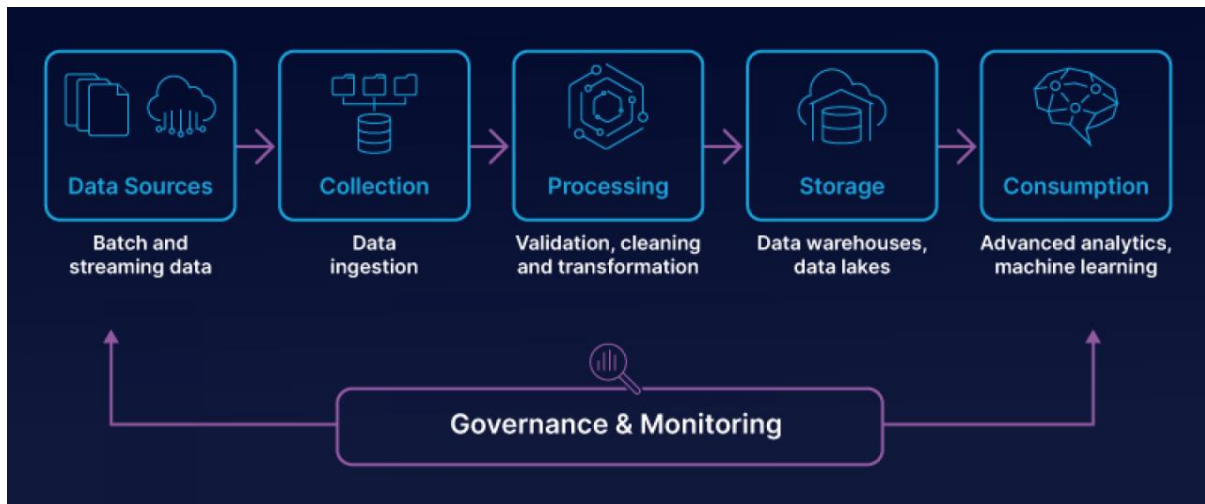 Data Sources
Collection
Processing
Storage
Consumption
Batch and
streaming data
Data
ingestion
Validation, cleaning
and transformation
Data warehouses,
data lakes
Advanced analytics,
machine learning
Governance & Monitoring